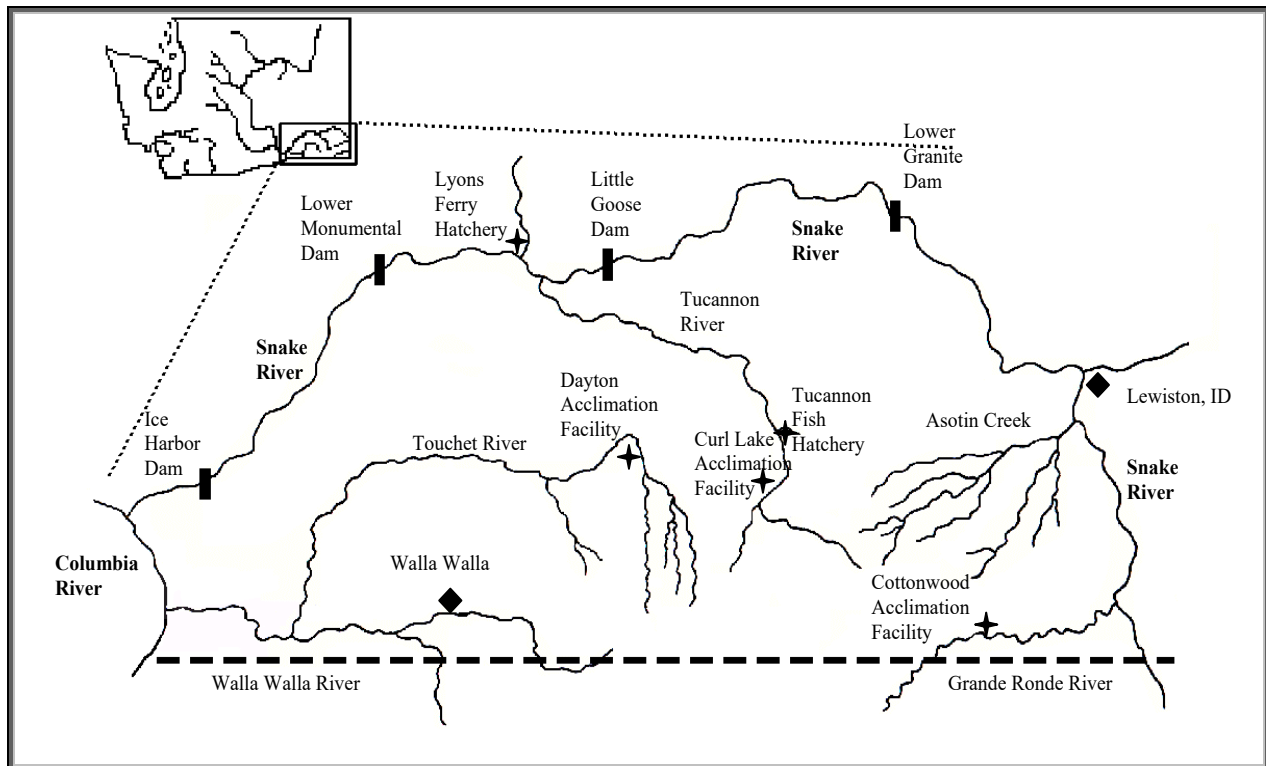 Lower
Granite
Dam
Lyons
Ferry
Hatchery
Little
Goose
Dam
Lower
Monumental
Dam
Snake
River
Tucannon
River
Snake
River
Dayton
Acclimation
Facility
Tucannon
Fish
Hatchery
Lewiston, ID
Ice
Harbor
Dam
Touchet River
Curl Lake
Acclimation
Facility
Asotin Creek
Snake
River
Columbia
River
Walla Walla
Cottonwood
Acclimation
Facility
Walla Walla River
Grande Ronde River